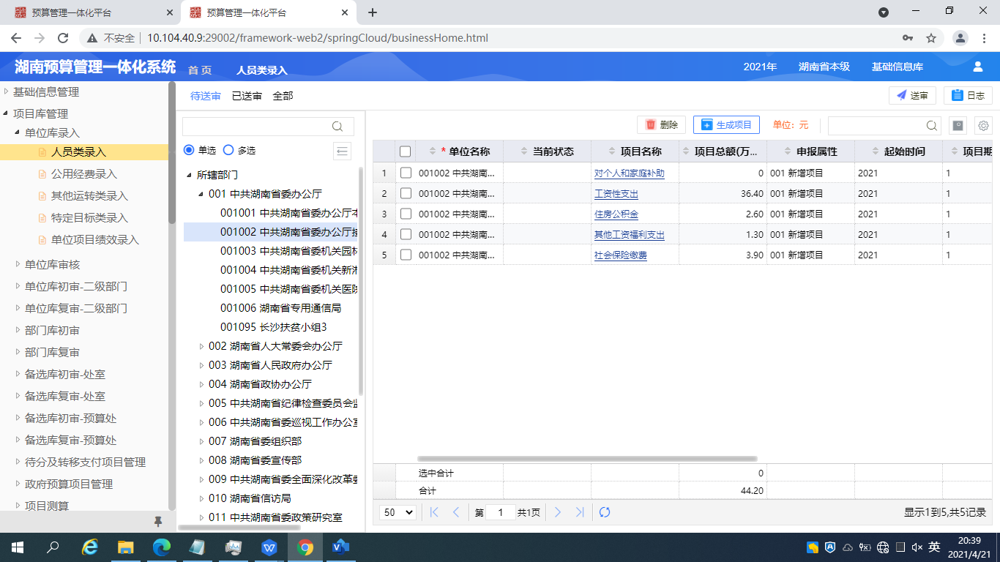 预算管理一体化平台
预算管理一体化平台
不安全 10.104.40.9:29002/framework-web2/springCloud/businessHome.html
湖南预算管理一体化系统 首 页 人员类录入 2021年 湖南省本级 基础信息库
基础信息管理
项目库管理
单位库录入
人员类录入
公用经费录入
其他运转类录入
特定目标类录入
单位项目绩效录入
单位库审核
单位库初审-二级部门
单位库复审-二级部门
部门库初审
部门库复审
备选库初审-处室
备选库复审-处室
备选库初审-预算处
备选库复审-预算处
待分及转移支付项目管理
政府预算项目管理
项目测算
待送审 已送审 全部 送审 日志
单选 多选
所辖部门
001 中共湖南省委办公厅
001001 中共湖南省委办公厅
001002 中共湖南省委办公厅
001003 中共湖南省委机关园
001004 中共湖南省委机关新
001005 中共湖南省委机关医
001006 湖南省专用通信局
001095 长沙扶贫小组3
002 湖南省人大常委会办公厅
003 湖南省人民政府办公厅
004 湖南省政协办公厅
005 中共湖南省纪律检查委员会
006 中共湖南省委巡视工作办公室
007 湖南省委组织部
008 湖南省委宣传部
009 中共湖南省委全面深化改革
010 湖南省信访局
011 中共湖南省委政策研究室
删除 生成项目 单位：元
* 单位名称 当前状态 项目名称 项目总额(万... 申报属性 起始时间 项目期
1 001002 中共湖南... 对个人和家庭补助 0 001 新增项目 2021 1
2 001002 中共湖南... 工资性支出 36.40 001 新增项目 2021 1
3 001002 中共湖南... 住房公积金 2.60 001 新增项目 2021 1
4 001002 中共湖南... 其他工资福利支出 1.30 001 新增项目 2021 1
5 001002 中共湖南... 社会保险缴费 3.90 001 新增项目 2021 1
选中合计 0
合计 44.20
50 第 1 共1页 显示1到5,共5记录
英 20:39
2021/4/21